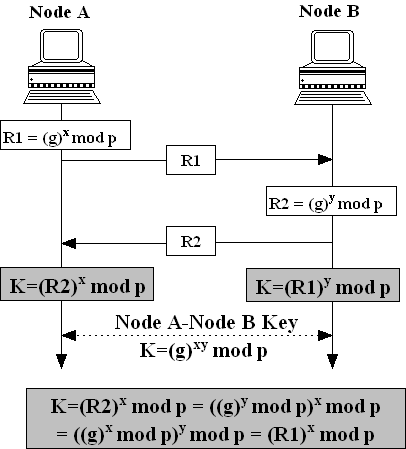 Node A
Node B
R1 = (g)^x mod p
R1
R2 = (g)^y mod p
R2
K=(R2)^x mod p
K=(R1)^y mod p
Node A-Node B Key
K=(g)^xy mod p
K=(R2)^x mod p = ((g)^y mod p)^x mod p
= ((g)^x mod p)^y mod p = (R1)^x mod p